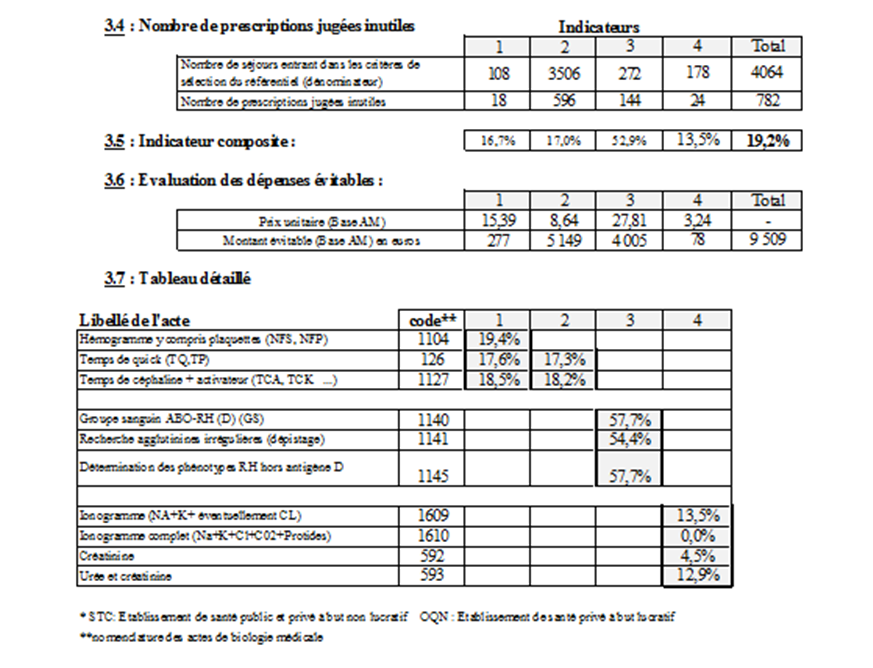 3.4 : Nombre de prescriptions jugées inutiles
Indicateurs
1 2 3 4 Total
Nombre de séjours entrant dans les critères de
sélection du référentiel (dénominateur)
108 3506 272 178 4064
Nombre de prescriptions jugées inutiles 18 596 144 24 782
3.5 : Indicateur composite : 16,7% 17,0% 52,9% 13,5% 19,2%
3.6 : Evaluation des dépenses évitables :
1 2 3 4 Total
Prix unitaire (Base AM) 15,39 8,64 27,81 3,24 -
Montant évitable (Base AM) en euros 277 5 149 4 005 78 9 509
3.7 : Tableau détaillé
Libellé de l'acte code** 1 2 3 4
Hémogramme y compris plaquettes (NFS, NFP) 1104 19,4%
Temps de quick (TQ,TP) 126 17,6% 17,3%
Temps de céphaline + activateur (TCA, TCK ...) 1127 18,5% 18,2%
Groupe sanguin ABO-RH (D) (GS) 1140 57,7%
Recherche agglutinines irrégulières (dépistage) 1141 54,4%
Détermination des phénotypes RH hors antigène D 1145 57,7%
Ionogramme (NA+K+ éventuellement CL) 1609 13,5%
Ionogramme complet (Na+K+Cl+C02+Protides) 1610 0,0%
Créatinine 592 4,5%
Urée et créatinine 593 12,9%
* STC: Etablissement de santé public et privé à but non lucratif OQN : Etablissement de santé privé à but lucratif
**nomenclature des actes de biologie médicale